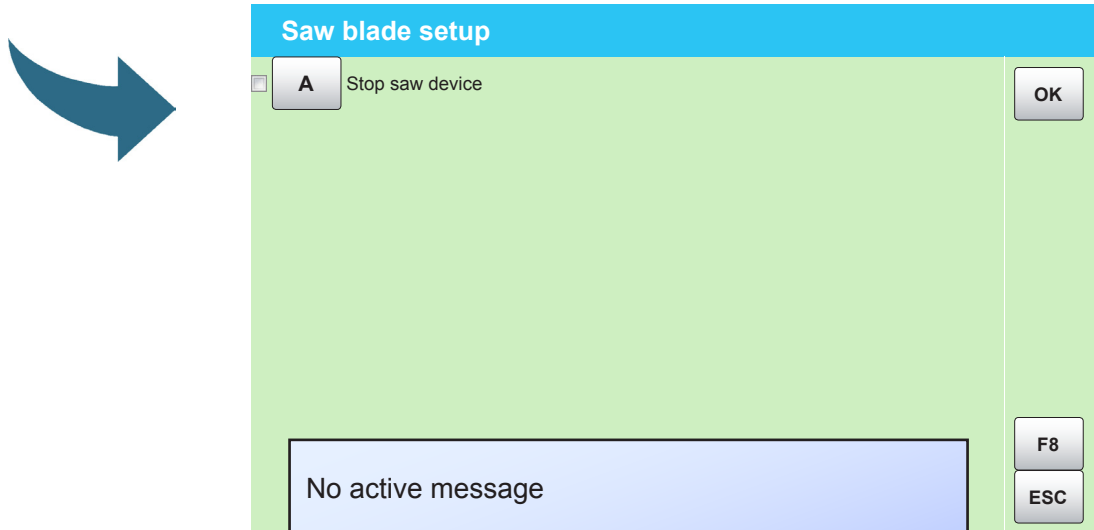 Saw blade setup
A Stop saw device
OK
F8
No active message
ESC